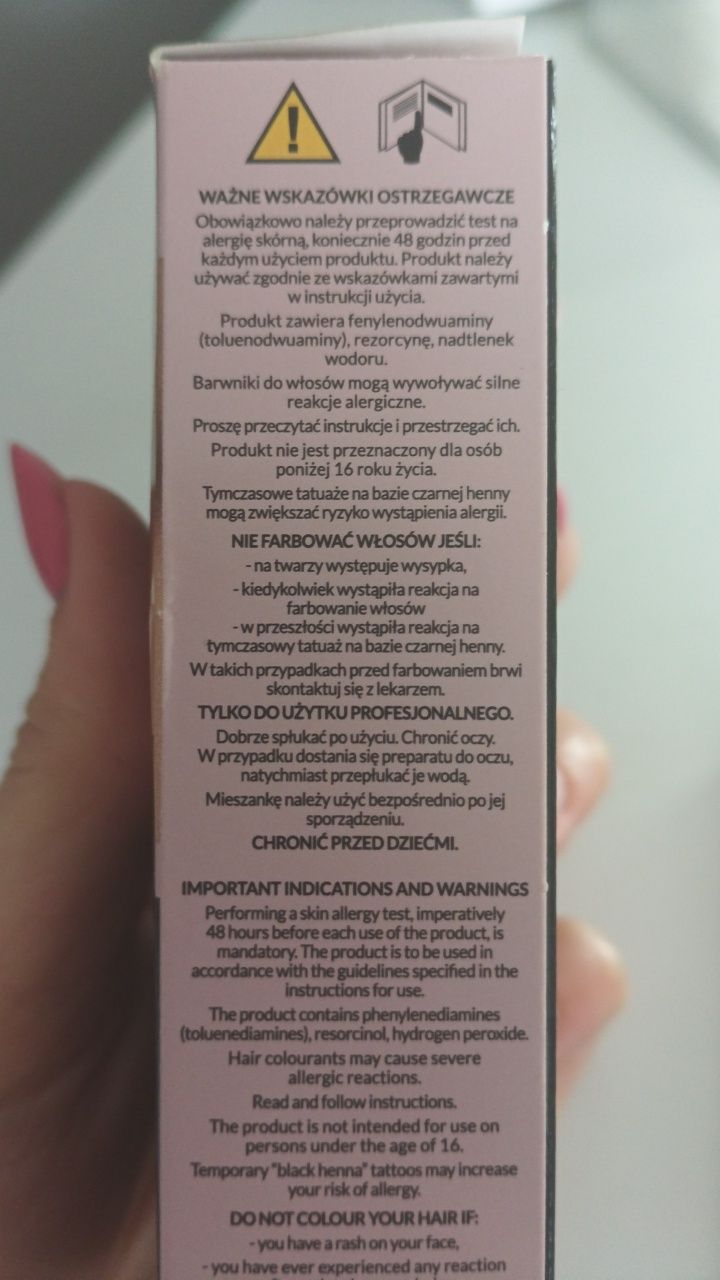 WAŻNE WSKAZÓWKI OSTRZEGAWCZE
Obowiązkowo należy przeprowadzić test na
alergię skórną, koniecznie 48 godzin przed
każdym użyciem produktu. Produkt należy
używać zgodnie ze wskazówkami zawartymi
w instrukcji użycia.
Produkt zawiera fenylenodwuaminy
(toluenodwuaminy), rezorcynę, nadtlenek
wodoru.
Barwniki do włosów mogą wywoływać silne
reakcje alergiczne.
Proszę przeczytać instrukcje i przestrzegać ich.
Produkt nie jest przeznaczony dla osób
poniżej 16 roku życia.
Tymczasowe tatuaże na bazie czarnej henny
mogą zwiększać ryzyko wystąpienia alergii.
NIE FARBOWAĆ WŁOSÓW JEŚLI:
- na twarzy występuje wysypka,
- kiedykolwiek wystąpiła reakcja na
farbowanie włosów
- w przeszłości wystąpiła reakcja na
tymczasowy tatuaż na bazie czarnej henny.
W takich przypadkach przed farbowaniem brwi
skontaktuj się z lekarzem.
TYLKO DO UŻYTKU PROFESJONALNEGO.
Dobrze spłukać po użyciu. Chronić oczy.
W przypadku dostania się preparatu do oczu,
natychmiast przepłukać je wodą.
Mieszankę należy użyć bezpośrednio po jej
sporządzeniu.
CHRONIĆ PRZED DZIEĆMI.
IMPORTANT INDICATIONS AND WARNINGS
Performing a skin allergy test, imperatively
48 hours before each use of the product, is
mandatory. The product is to be used in
accordance with the guidelines specified in the
instructions for use.
The product contains phenylenediamines
(toluenediamines), resorcinol, hydrogen peroxide.
Hair colourants may cause severe
allergic reactions.
Read and follow instructions.
The product is not intended for use on
persons under the age of 16.
Temporary "black henna" tattoos may increase
your risk of allergy.
DO NOT COLOUR YOUR HAIR IF:
- you have a rash on your face,
- you have ever experienced any reaction